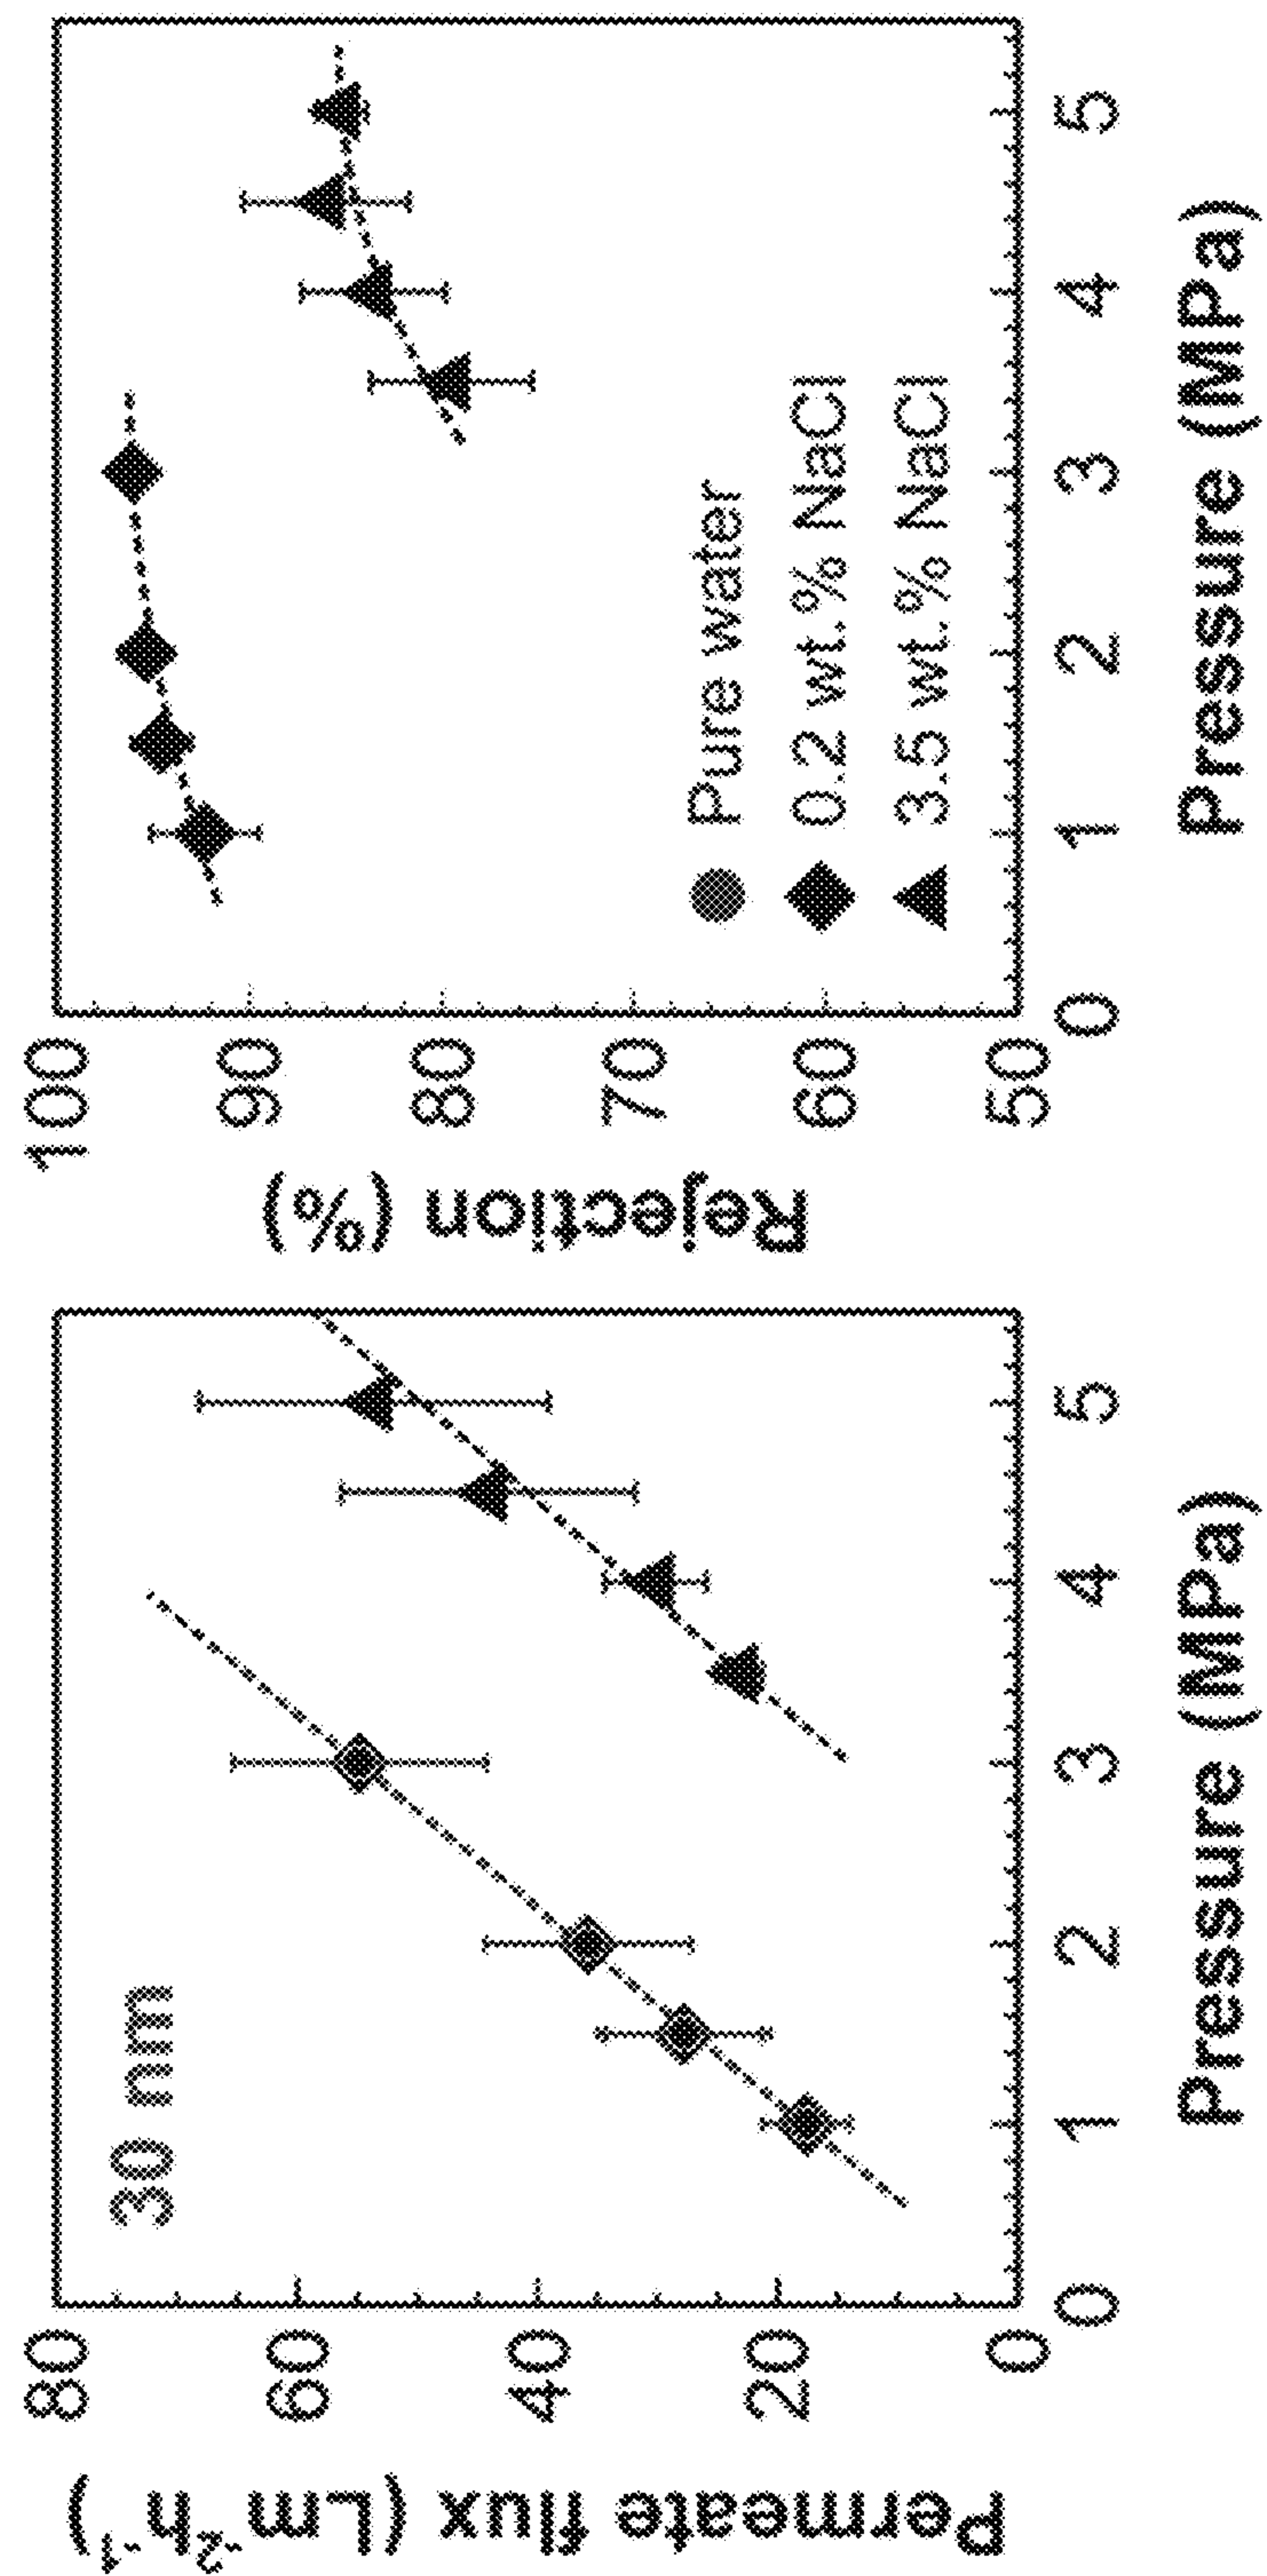 30 nm
Permeate flux (Lm⁻²h⁻¹)
80
60
40
20
0
0 1 2 3 4 5
Pressure (MPa)
Rejection (%)
100
90
80
70
60
50
Pure water
0.2 wt.% NaCl
3.5 wt.% NaCl
0 1 2 3 4 5
Pressure (MPa)